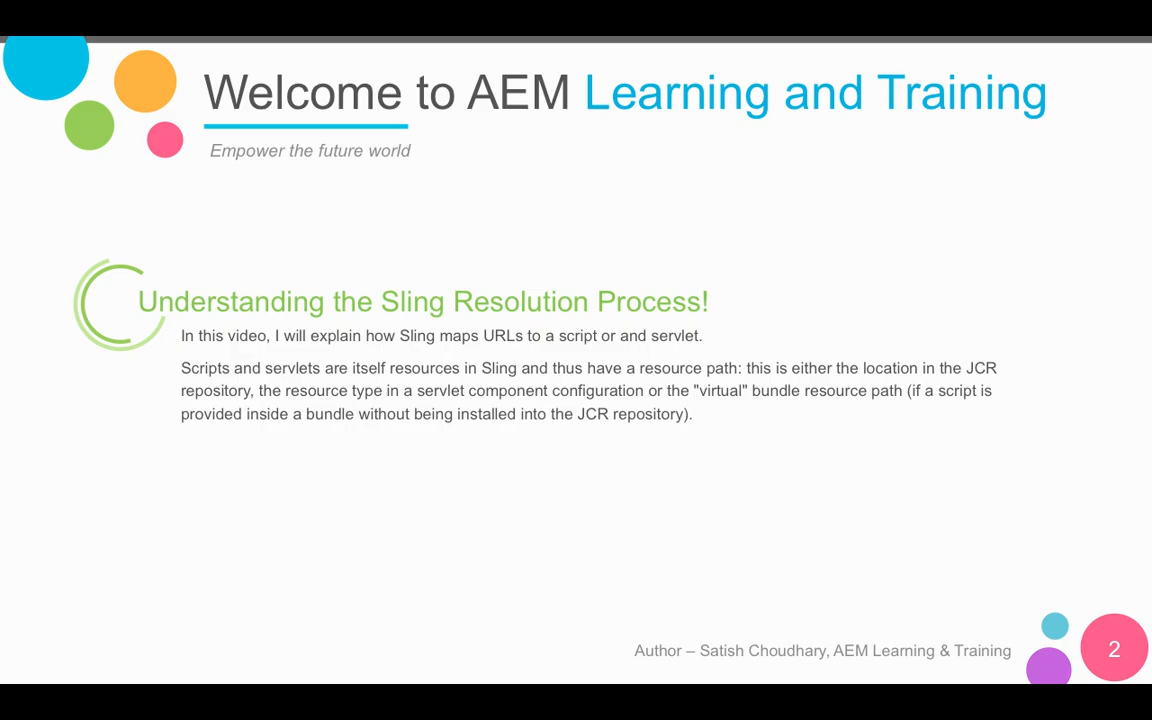 Welcome to AEM Learning and Training
Empower the future world
Understanding the Sling Resolution Process!
In this video, I will explain how Sling maps URLs to a script or and servlet.
Scripts and servlets are itself resources in Sling and thus have a resource path: this is either the location in the JCR
repository, the resource type in a servlet component configuration or the "virtual" bundle resource path (if a script is
provided inside a bundle without being installed into the JCR repository).
Author – Satish Choudhary, AEM Learning & Training
2